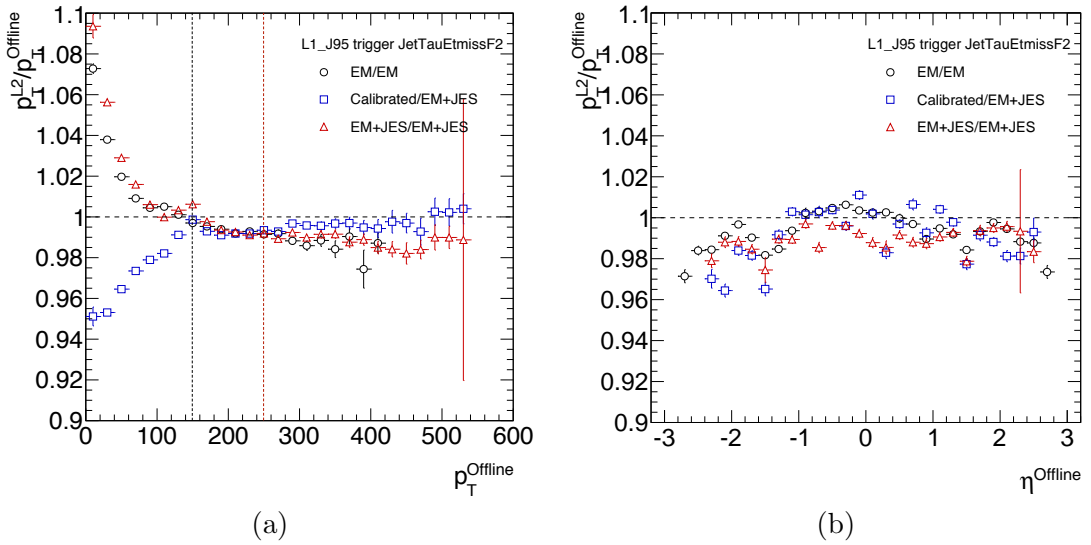 p_T^L2/p_T^Offline
1.1
1.08
1.06
1.04
1.02
1
0.98
0.96
0.94
0.92
0.9
L1_J95 trigger JetTauEtmissF2
EM/EM
Calibrated/EM+JES
EM+JES/EM+JES
0 100 200 300 400 500 600
p_T^Offline
(a)
p_T^L2/p_T^Offline
1.1
1.08
1.06
1.04
1.02
1
0.98
0.96
0.94
0.92
0.9
L1_J95 trigger JetTauEtmissF2
EM/EM
Calibrated/EM+JES
EM+JES/EM+JES
-3 -2 -1 0 1 2 3
η^Offline
(b)